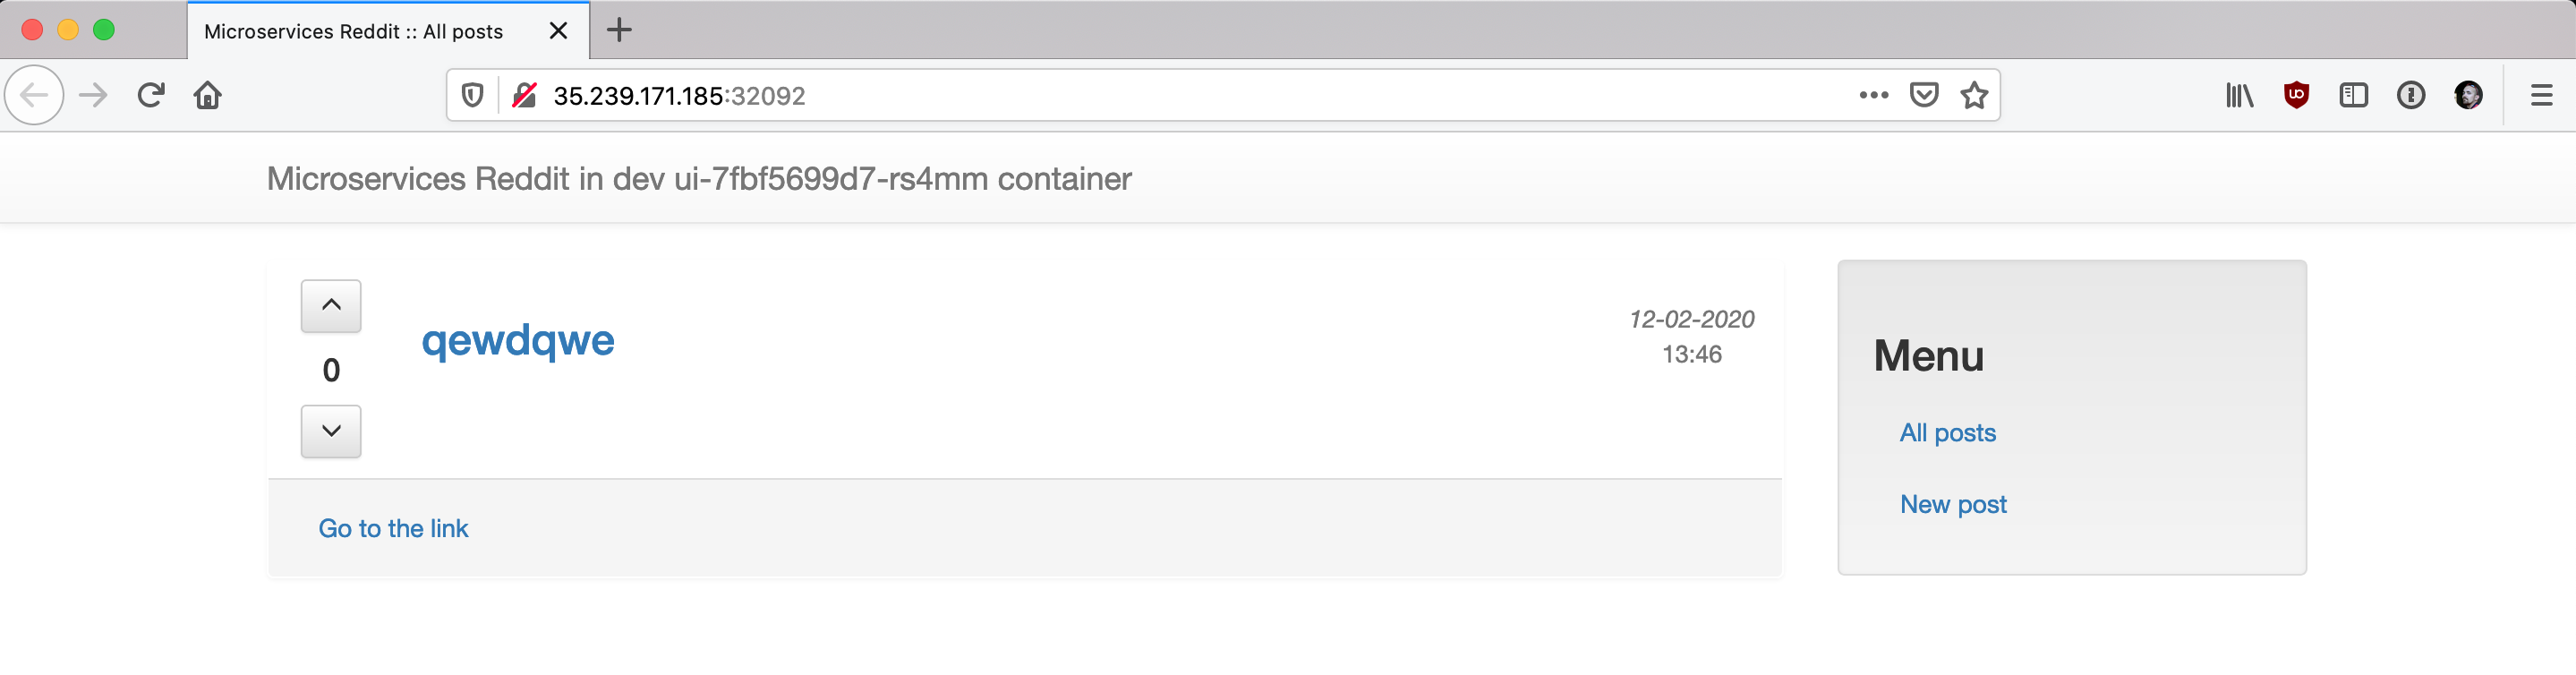 Microservices Reddit :: All posts
35.239.171.185:32092
Microservices Reddit in dev ui-7fbf5699d7-rs4mm container
0
qewdqwe
12-02-2020
13:46
Go to the link
Menu
All posts
New post